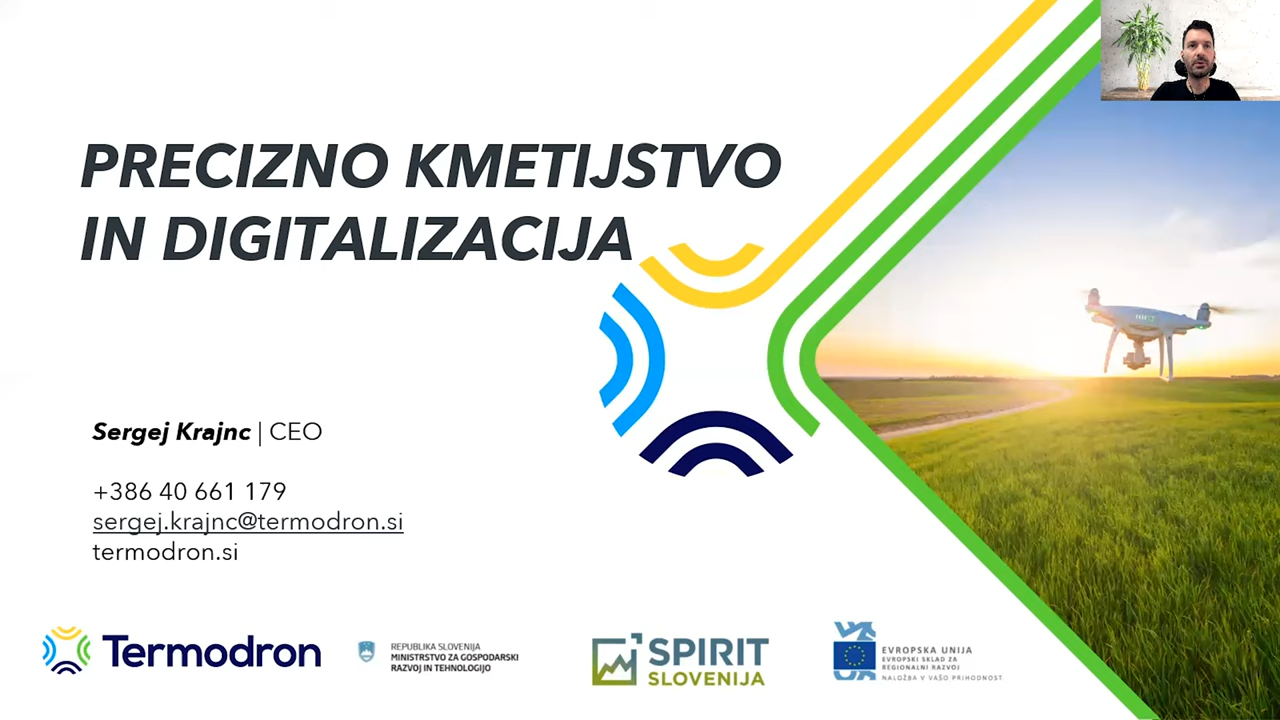 PRECIZNO KMETIJSTVO
IN DIGITALIZACIJA
Sergej Krajnc | CEO
+386 40 661 179
sergej.krajnc@termodron.si
termodron.si
Termodron
REPUBLIKA SLOVENIJA
MINISTRSTVO ZA GOSPODARSKI
RAZVOJ IN TEHNOLOGIJO
SPIRIT
SLOVENIJA
EVROPSKA UNIJA
EVROPSKI SKLAD ZA
REGIONALNI RAZVOJ
NALOŽBA V VAŠO PRIHODNOST